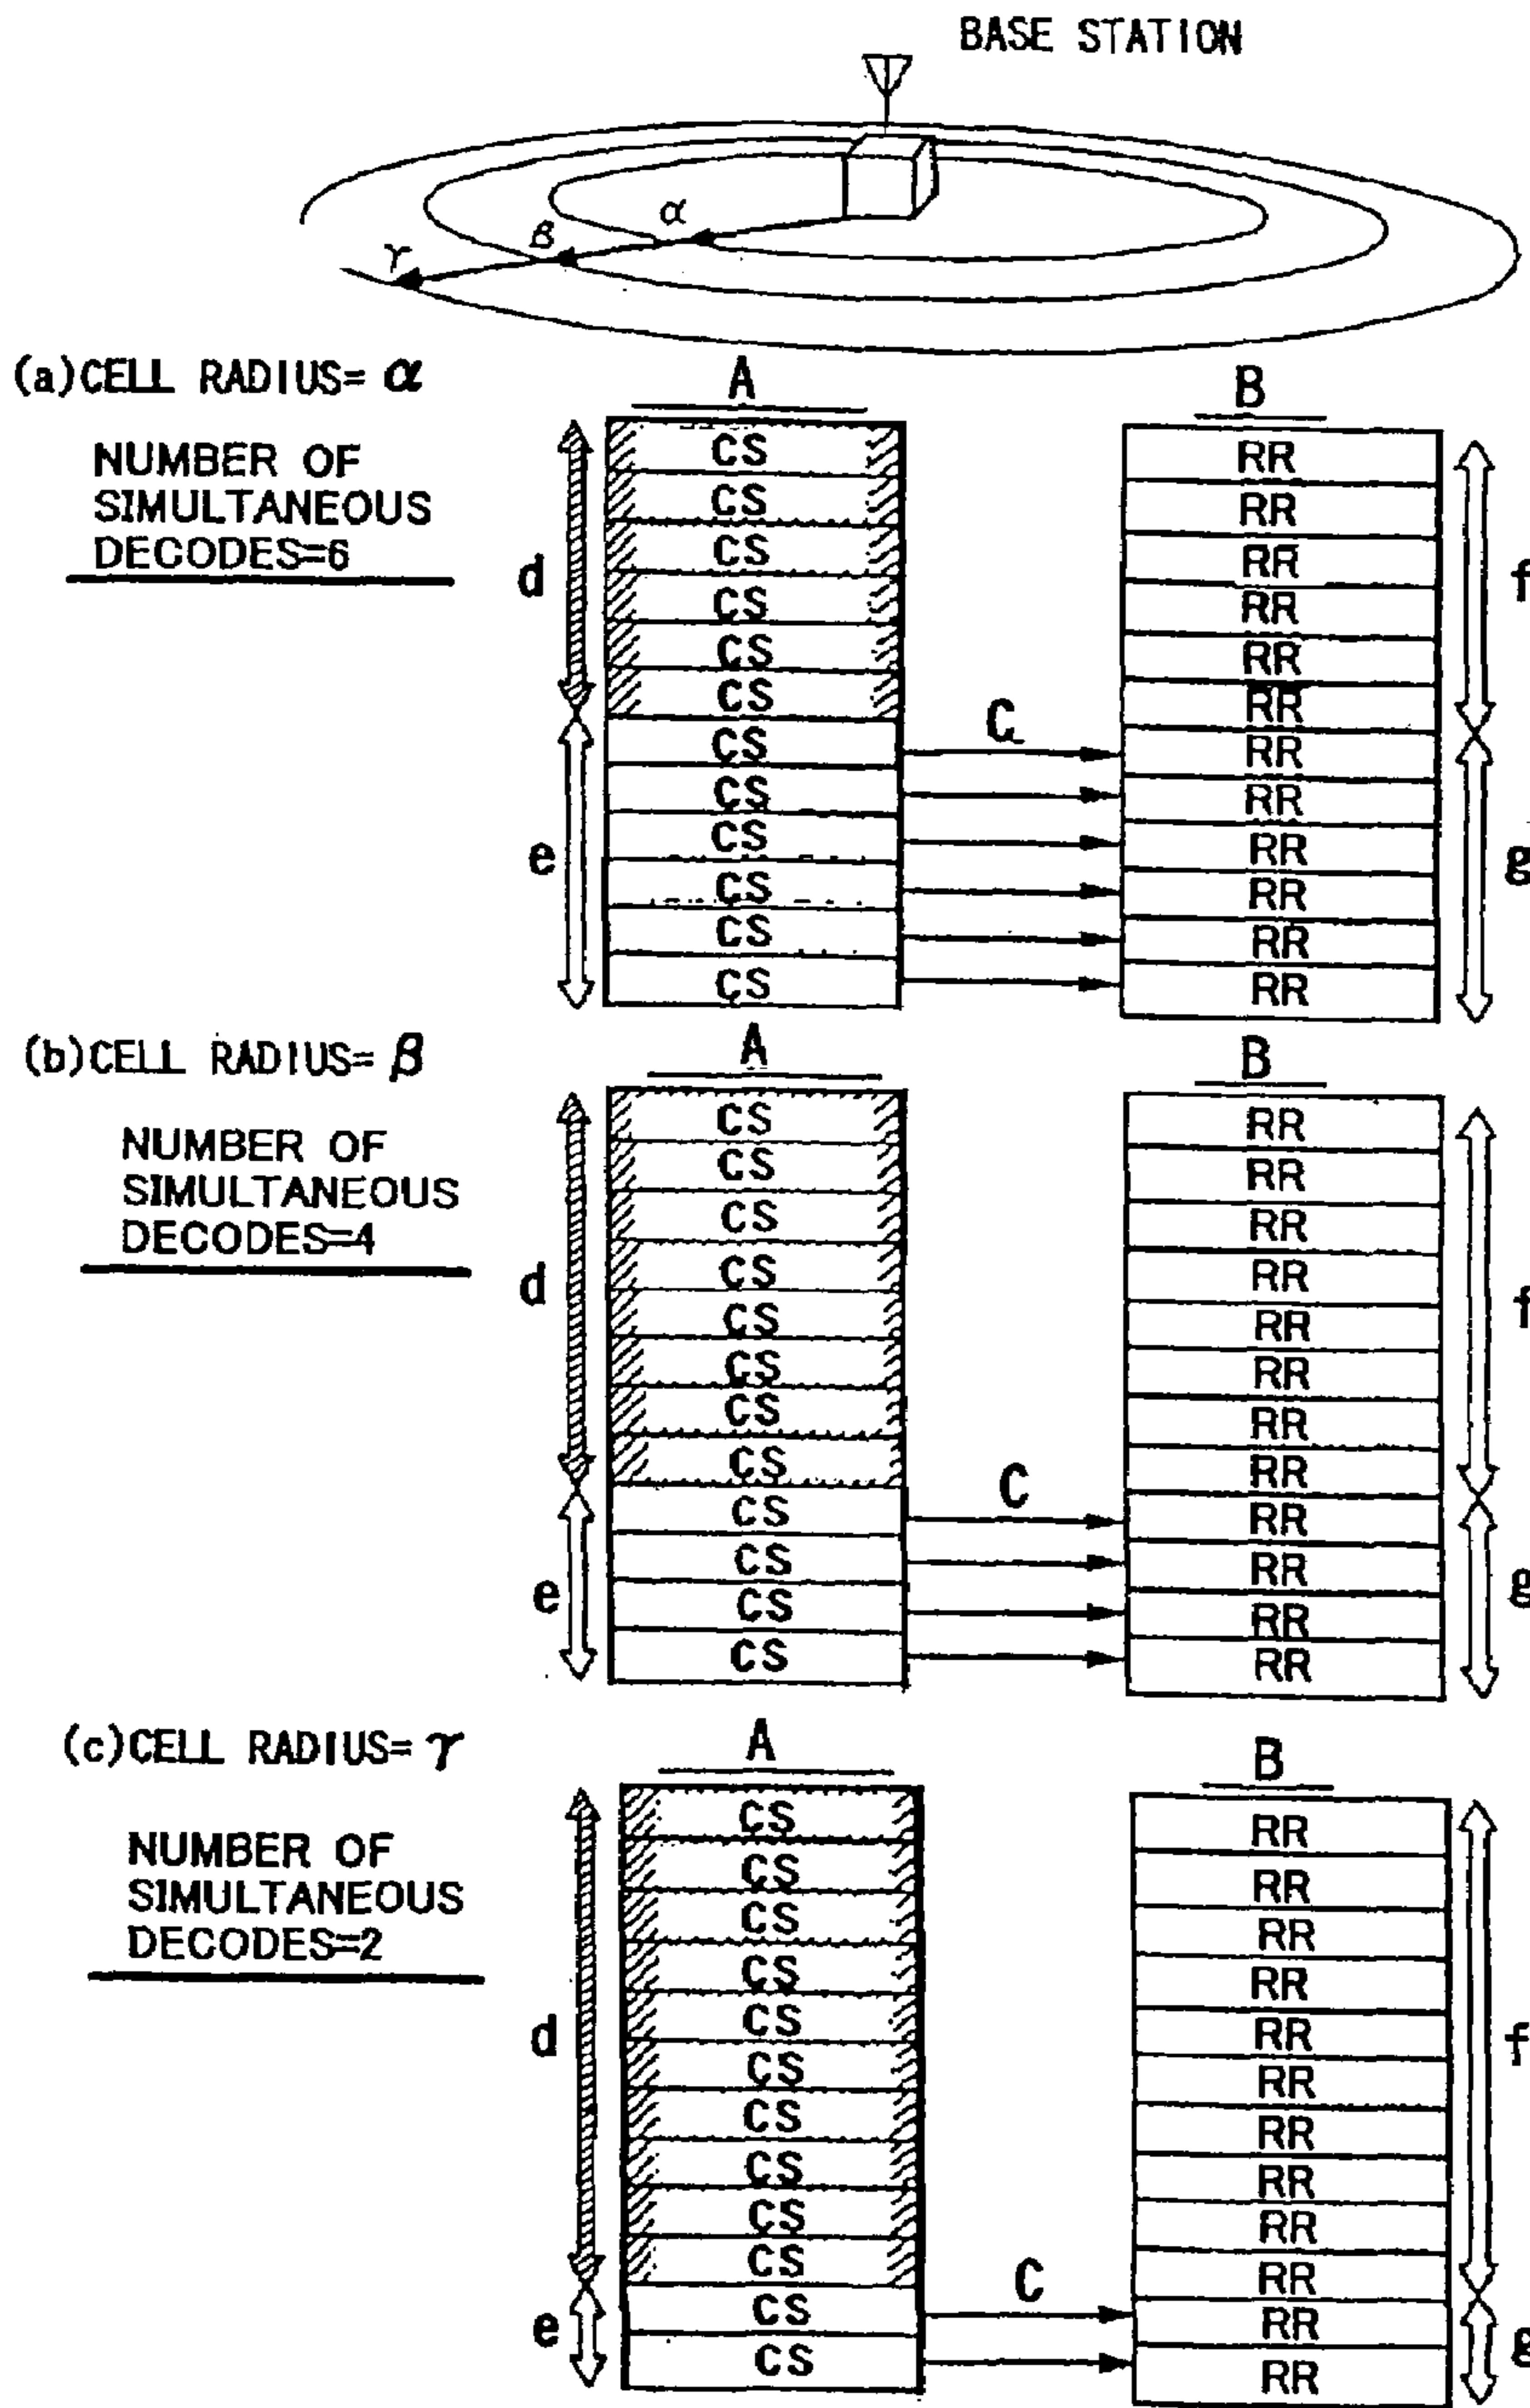 BASE STATION
α
β
γ
(a)CELL RADIUS= α
NUMBER OF
SIMULTANEOUS
DECODES=6
A
B
CS
CS
CS
CS
CS
CS
CS
CS
CS
CS
CS
CS
d
e
C
RR
RR
RR
RR
RR
RR
RR
RR
RR
RR
RR
RR
f
g
(b)CELL RADIUS= β
NUMBER OF
SIMULTANEOUS
DECODES=4
A
B
CS
CS
CS
CS
CS
CS
CS
CS
CS
CS
CS
CS
d
e
C
RR
RR
RR
RR
RR
RR
RR
RR
RR
RR
RR
RR
f
g
(c)CELL RADIUS= γ
NUMBER OF
SIMULTANEOUS
DECODES=2
A
B
CS
CS
CS
CS
CS
CS
CS
CS
CS
CS
CS
CS
d
e
C
RR
RR
RR
RR
RR
RR
RR
RR
RR
RR
RR
RR
f
g